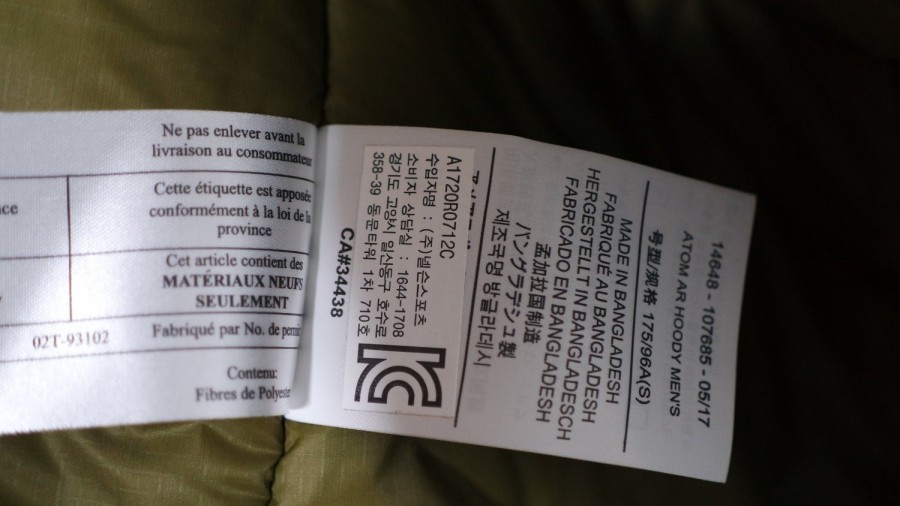 Ne pas enlever avant la
livraison au consommateur
Cette étiquette est apposée
conformément à la loi de la
province
Cet article contient des
MATÉRIAUX NEUFS
SEULEMENT
02T-93102
Fabriqué par No. de permis
Contenu:
Fibres de Polyester
14648 - 107685 - 05/17
ATOM AR HOODY MEN'S
号型/规格 175/96A(S)
MADE IN BANGLADESH
FABRIQUÉ AU BANGLADESH
HERGESTELLT IN BANGLADESCH
FABRICADO EN BANGLADESH
孟加拉国制造
バングラデシュ製
제조국명 방글라데시
A1720R0712C
수입자명 : (주)넬슨스포츠
소비자 상담실 : 1644-1708
경기도 고양시 일산동구 호수로
358-39 동문타워 1차 710호
CA#34438